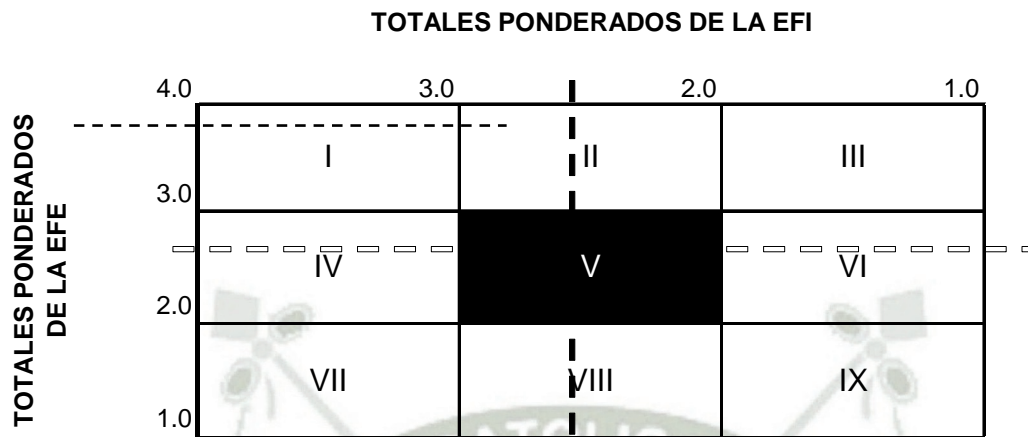 TOTALES PONDERADOS DE LA EFI
4.0 3.0 2.0 1.0
TOTALES PONDERADOS
DE LA EFE
I II III
3.0
IV V VI
2.0
VII VIII IX
1.0